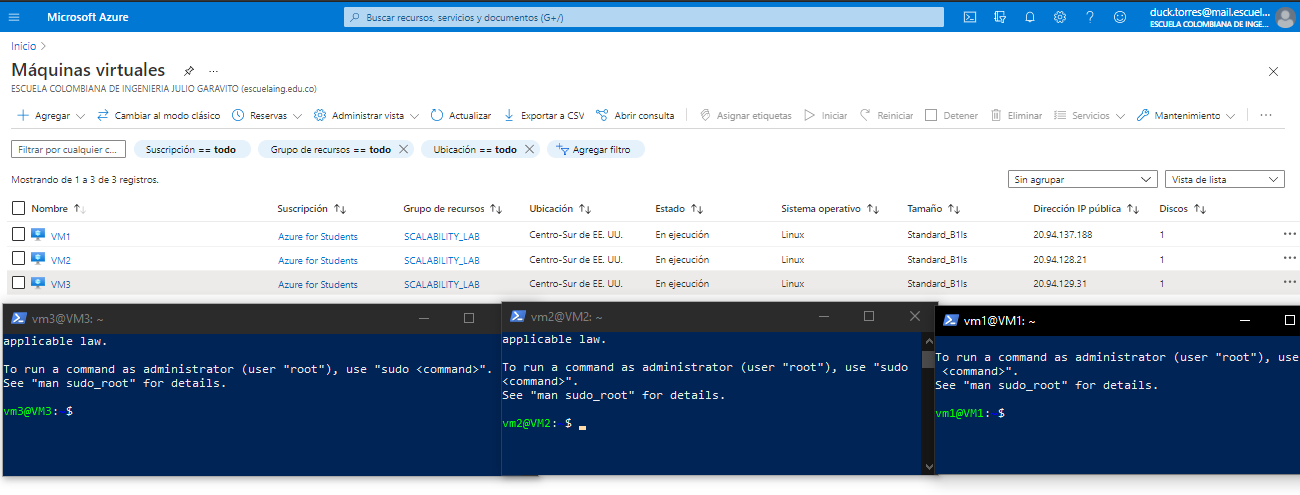 Microsoft Azure
Buscar recursos, servicios y documentos (G+/)
duck.torres@mail.escuel...
ESCUELA COLOMBIANA DE INGE...
Inicio >
Máquinas virtuales ...
ESCUELA COLOMBIANA DE INGENIERIA JULIO GARAVITO (escuelaing.edu.co)
Agregar Cambiar al modo clásico Reservas Administrar vista Actualizar Exportar a CSV Abrir consulta Asignar etiquetas Iniciar Reiniciar Detener Eliminar Servicios Mantenimiento ...
Filtrar por cualquier c... Suscripción == todo Grupo de recursos == todo Ubicación == todo Agregar filtro
Mostrando de 1 a 3 de 3 registros. Sin agrupar Vista de lista
Nombre Suscripción Grupo de recursos Ubicación Estado Sistema operativo Tamaño Dirección IP pública Discos
VM1 Azure for Students SCALABILITY_LAB Centro-Sur de EE. UU. En ejecución Linux Standard_B1ls 20.94.137.188 1 ...
VM2 Azure for Students SCALABILITY_LAB Centro-Sur de EE. UU. En ejecución Linux Standard_B1ls 20.94.128.21 1 ...
VM3 Azure for Students SCALABILITY_LAB Centro-Sur de EE. UU. En ejecución Linux Standard_B1ls 20.94.129.31 1 ...
vm3@VM3: ~
applicable law.
To run a command as administrator (user "root"), use "sudo <command>".
See "man sudo_root" for details.
vm3@VM3: $
vm2@VM2: ~
applicable law.
To run a command as administrator (user "root"), use "sudo
<command>".
See "man sudo_root" for details.
vm2@VM2: $
vm1@VM1: ~
To run a command as administrator (user "root"), use
<command>".
See "man sudo_root" for details.
vm1@VM1: $